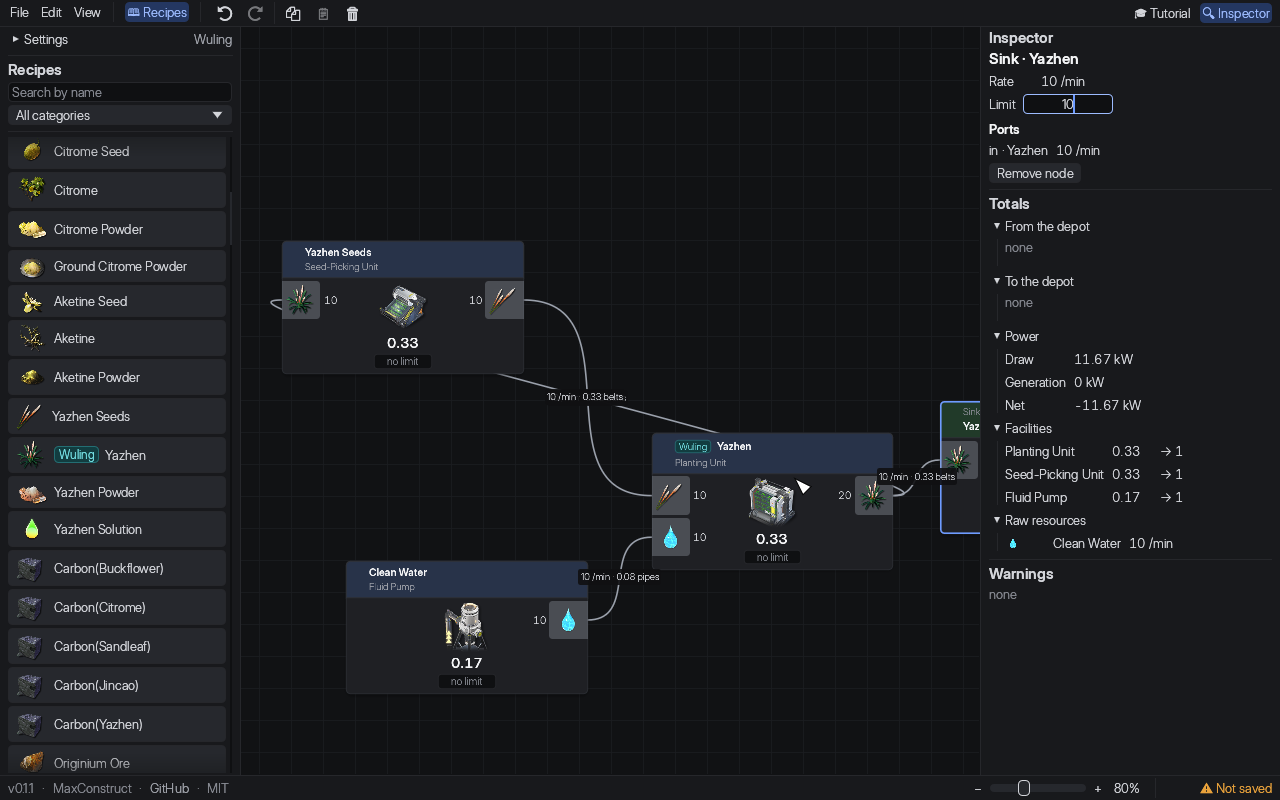 File Edit View Recipes Tutorial Inspector
Settings Wuling
Recipes
Search by name
All categories
Citrome Seed
Citrome
Citrome Powder
Ground Citrome Powder
Aketine Seed
Aketine
Aketine Powder
Yazhen Seeds
Wuling Yazhen
Yazhen Powder
Yazhen Solution
Carbon(Buckflower)
Carbon(Citrome)
Carbon(Sandleaf)
Carbon(Jincao)
Carbon(Yazhen)
Originium Ore
Yazhen Seeds
Seed-Picking Unit
10 10
0.33
no limit
10 /min · 0.33 belts
Wuling Yazhen
Planting Unit
10 20
10
0.33
no limit
10 /min · 0.33 belts
Sink
Yaz
Clean Water
Fluid Pump
10
0.17
no limit
10 /min · 0.08 pipes
Inspector
Sink · Yazhen
Rate 10 /min
Limit 10
Ports
in · Yazhen 10 /min
Remove node
Totals
From the depot
none
To the depot
none
Power
Draw 11.67 kW
Generation 0 kW
Net -11.67 kW
Facilities
Planting Unit 0.33 → 1
Seed-Picking Unit 0.33 → 1
Fluid Pump 0.17 → 1
Raw resources
Clean Water 10 /min
Warnings
none
v0.1.1 · MaxConstruct · GitHub · MIT
− + 80% Not saved